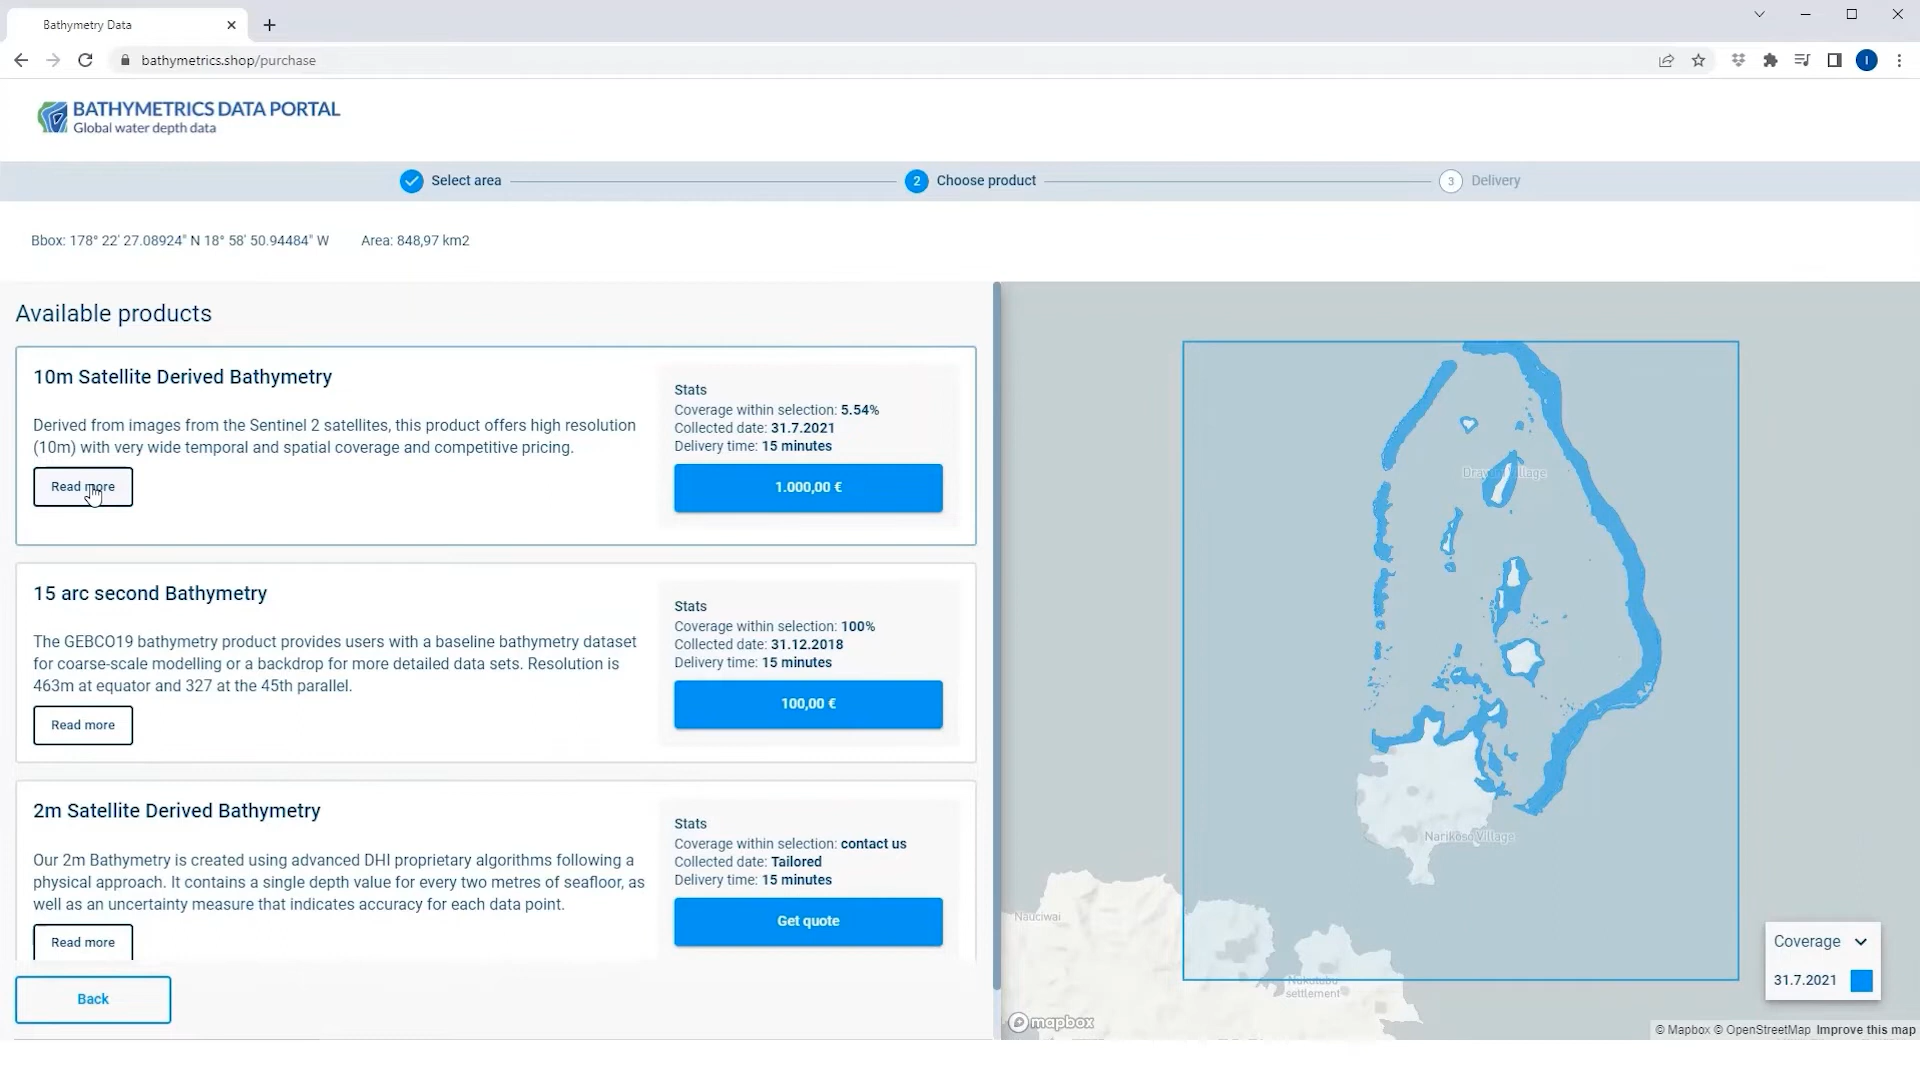 Bathymetry Data
bathymetrics.shop/purchase
I
BATHYMETRICS DATA PORTAL
Global water depth data
Select area
2 Choose product
3 Delivery
Bbox: 178° 22' 27.08924" N 18° 58' 50.94484" W Area: 848,97 km2
Available products
10m Satellite Derived Bathymetry
Derived from images from the Sentinel 2 satellites, this product offers high resolution
(10m) with very wide temporal and spatial coverage and competitive pricing.
Read more
Stats
Coverage within selection: 5.54%
Collected date: 31.7.2021
Delivery time: 15 minutes
1.000,00 €
15 arc second Bathymetry
The GEBCO19 bathymetry product provides users with a baseline bathymetry dataset
for coarse-scale modelling or a backdrop for more detailed data sets. Resolution is
463m at equator and 327 at the 45th parallel.
Read more
Stats
Coverage within selection: 100%
Collected date: 31.12.2018
Delivery time: 15 minutes
100,00 €
2m Satellite Derived Bathymetry
Our 2m Bathymetry is created using advanced DHI proprietary algorithms following a
physical approach. It contains a single depth value for every two metres of seafloor, as
well as an uncertainty measure that indicates accuracy for each data point.
Read more
Stats
Coverage within selection: contact us
Collected date: Tailored
Delivery time: 15 minutes
Get quote
Back
Narikoso Village
Nauciwai
settlement
Coverage
31.7.2021
mapbox
© Mapbox © OpenStreetMap Improve this map